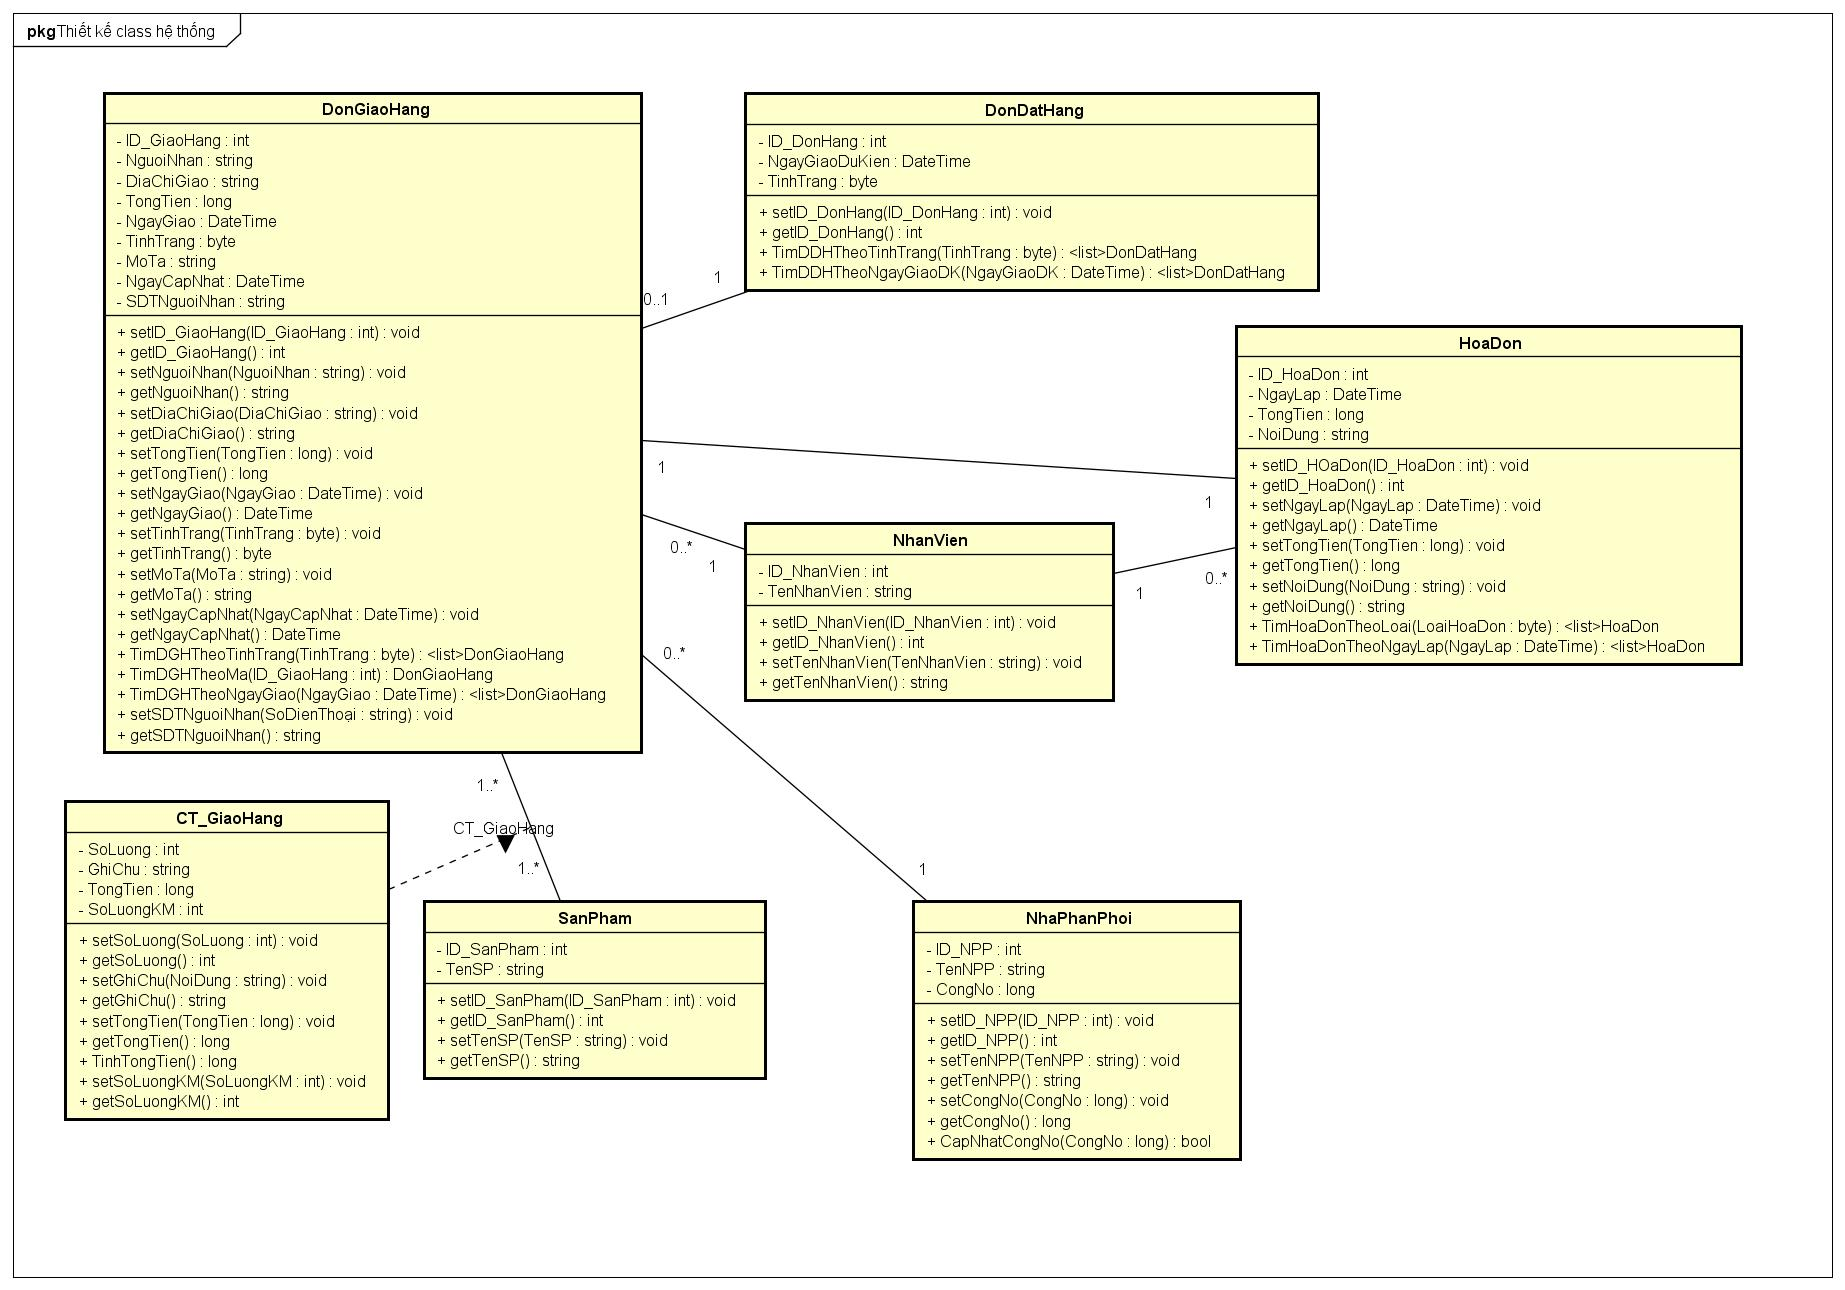 pkg Thiết kế class hệ thống
DonGiaoHang
- ID_GiaoHang : int
- NguoiNhan : string
- DiaChiGiao : string
- TongTien : long
- NgayGiao : DateTime
- TinhTrang : byte
- MoTa : string
- NgayCapNhat : DateTime
- SDTNguoiNhan : string
+ setID_GiaoHang(ID_GiaoHang : int) : void
+ getID_GiaoHang() : int
+ setNguoiNhan(NguoiNhan : string) : void
+ getNguoiNhan() : string
+ setDiaChiGiao(DiaChiGiao : string) : void
+ getDiaChiGiao() : string
+ setTongTien(TongTien : long) : void
+ getTongTien() : long
+ setNgayGiao(NgayGiao : DateTime) : void
+ getNgayGiao() : DateTime
+ setTinhTrang(TinhTrang : byte) : void
+ getTinhTrang() : byte
+ setMoTa(MoTa : string) : void
+ getMoTa() : string
+ setNgayCapNhat(NgayCapNhat : DateTime) : void
+ getNgayCapNhat() : DateTime
+ TimDGHTheoTinhTrang(TinhTrang : byte) : <list>DonGiaoHang
+ TimDGHTheoMa(ID_GiaoHang : int) : DonGiaoHang
+ TimDGHTheoNgayGiao(NgayGiao : DateTime) : <list>DonGiaoHang
+ setSDTNguoiNhan(SoDienThoại : string) : void
+ getSDTNguoiNhan() : string
DonDatHang
- ID_DonHang : int
- NgayGiaoDuKien : DateTime
- TinhTrang : byte
+ setID_DonHang(ID_DonHang : int) : void
+ getID_DonHang() : int
+ TimDDHTheoTinhTrang(TinhTrang : byte) : <list>DonDatHang
+ TimDDHTheoNgayGiaoDK(NgayGiaoDK : DateTime) : <list>DonDatHang
1
0..1
HoaDon
- ID_HoaDon : int
- NgayLap : DateTime
- TongTien : long
- NoiDung : string
+ setID_HOaDon(ID_HoaDon : int) : void
+ getID_HoaDon() : int
+ setNgayLap(NgayLap : DateTime) : void
+ getNgayLap() : DateTime
+ setTongTien(TongTien : long) : void
+ getTongTien() : long
+ setNoiDung(NoiDung : string) : void
+ getNoiDung() : string
+ TimHoaDonTheoLoai(LoaiHoaDon : byte) : <list>HoaDon
+ TimHoaDonTheoNgayLap(NgayLap : DateTime) : <list>HoaDon
1
1
NhanVien
- ID_NhanVien : int
- TenNhanVien : string
+ setID_NhanVien(ID_NhanVien : int) : void
+ getID_NhanVien() : int
+ setTenNhanVien(TenNhanVien : string) : void
+ getTenNhanVien() : string
0..*
1
1
0..*
0..*
1
1..*
CT_GiaoHang
1..*
CT_GiaoHang
- SoLuong : int
- GhiChu : string
- TongTien : long
- SoLuongKM : int
+ setSoLuong(SoLuong : int) : void
+ getSoLuong() : int
+ setGhiChu(NoiDung : string) : void
+ getGhiChu() : string
+ setTongTien(TongTien : long) : void
+ getTongTien() : long
+ TinhTongTien() : long
+ setSoLuongKM(SoLuongKM : int) : void
+ getSoLuongKM() : int
SanPham
- ID_SanPham : int
- TenSP : string
+ setID_SanPham(ID_SanPham : int) : void
+ getID_SanPham() : int
+ setTenSP(TenSP : string) : void
+ getTenSP() : string
NhaPhanPhoi
- ID_NPP : int
- TenNPP : string
- CongNo : long
+ setID_NPP(ID_NPP : int) : void
+ getID_NPP() : int
+ setTenNPP(TenNPP : string) : void
+ getTenNPP() : string
+ setCongNo(CongNo : long) : void
+ getCongNo() : long
+ CapNhatCongNo(CongNo : long) : bool